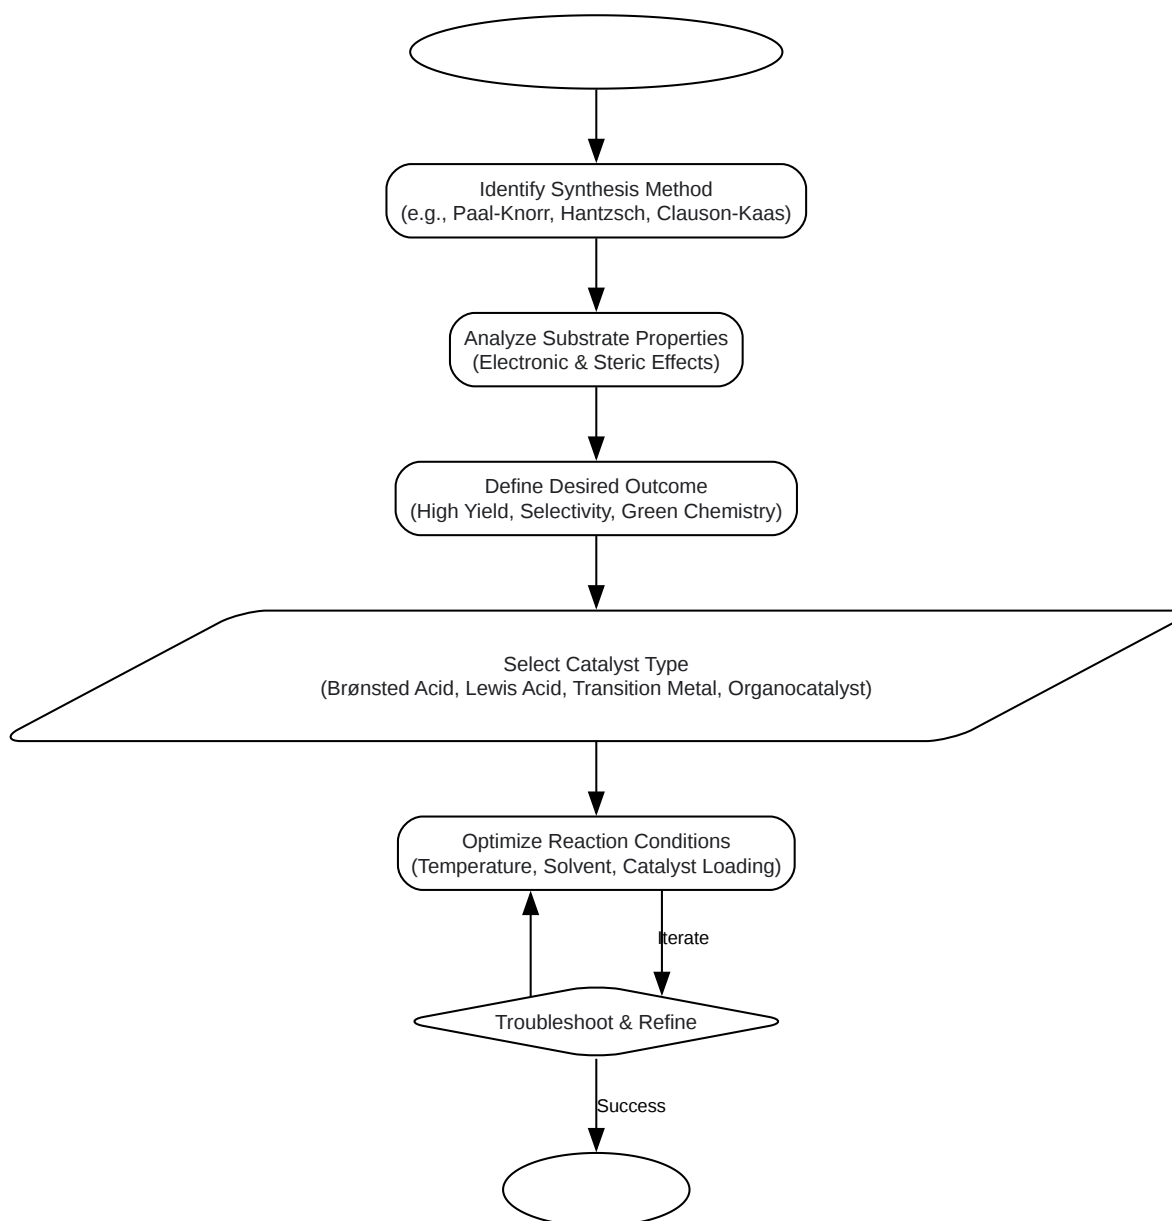 Identify Synthesis Method
(e.g., Paal-Knorr, Hantzsch, Clauson-Kaas)
Analyze Substrate Properties
(Electronic & Steric Effects)
Define Desired Outcome
(High Yield, Selectivity, Green Chemistry)
Select Catalyst Type
(Brønsted Acid, Lewis Acid, Transition Metal, Organocatalyst)
Optimize Reaction Conditions
(Temperature, Solvent, Catalyst Loading)
Iterate
Troubleshoot & Refine
Success